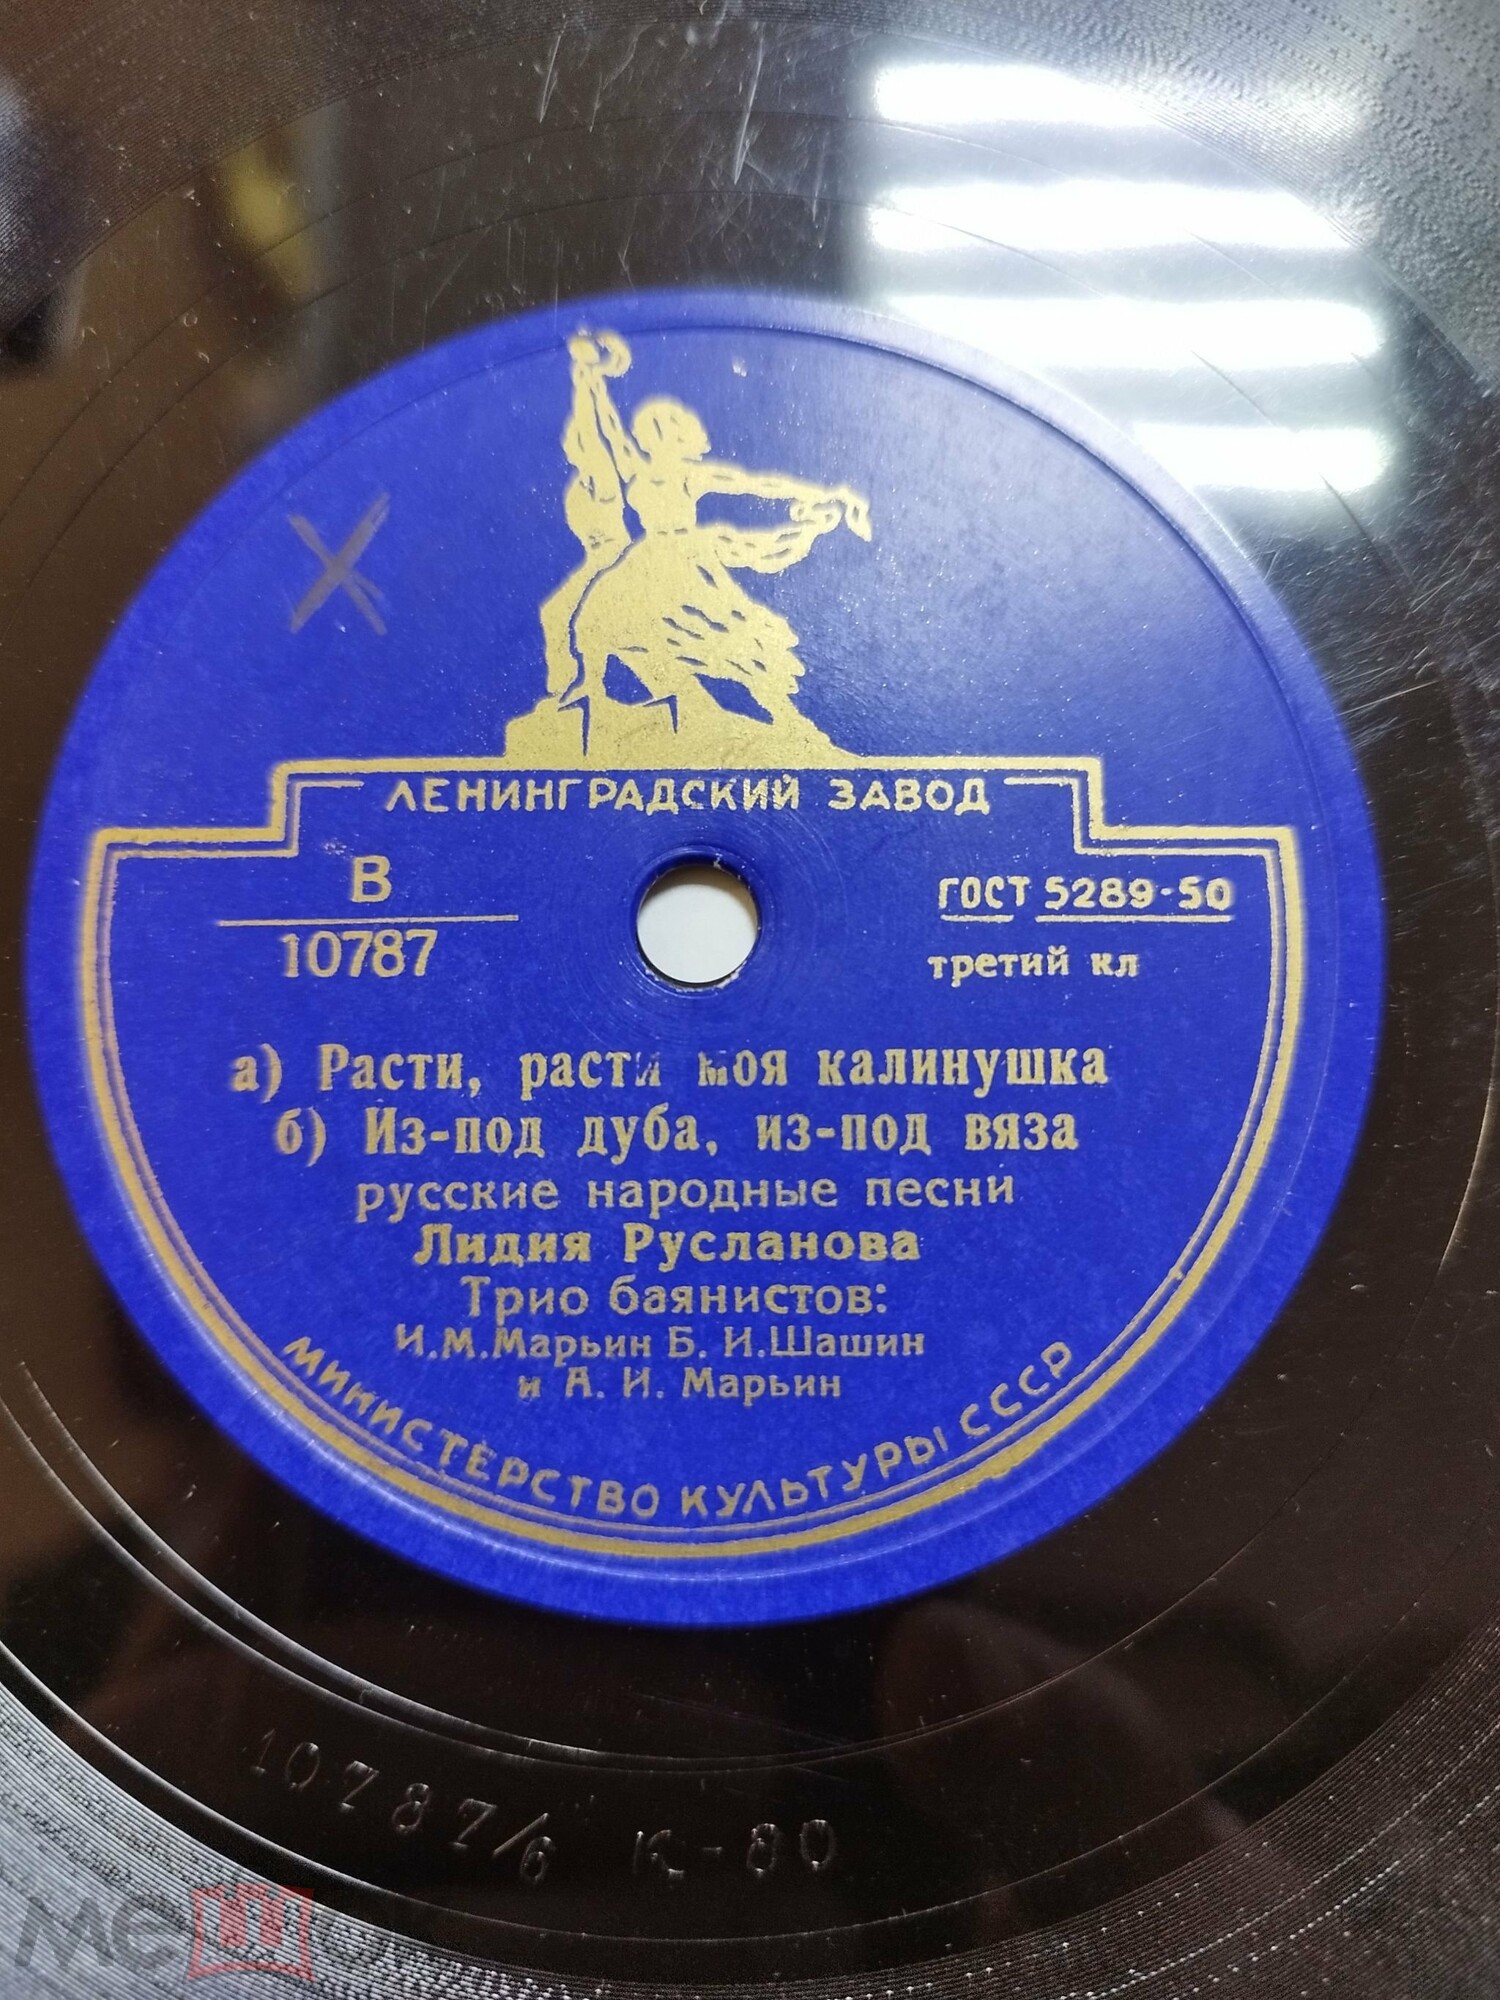 ЛЕНИНГРАДСКИЙ ЗАВОД
В
10787
ГОСТ 5289-50
третий кл
а) Расти, расти моя калинушка
б) Из-под дуба, из-под вяза
русские народные песни
Лидия Русланова
Трио баянистов:
И.М.Марьин Б. И.Шашин
и А. И. Марьин
МИНИСТЕРСТВО КУЛЬТУРЫ СССР
10787/6 К-80
мешок